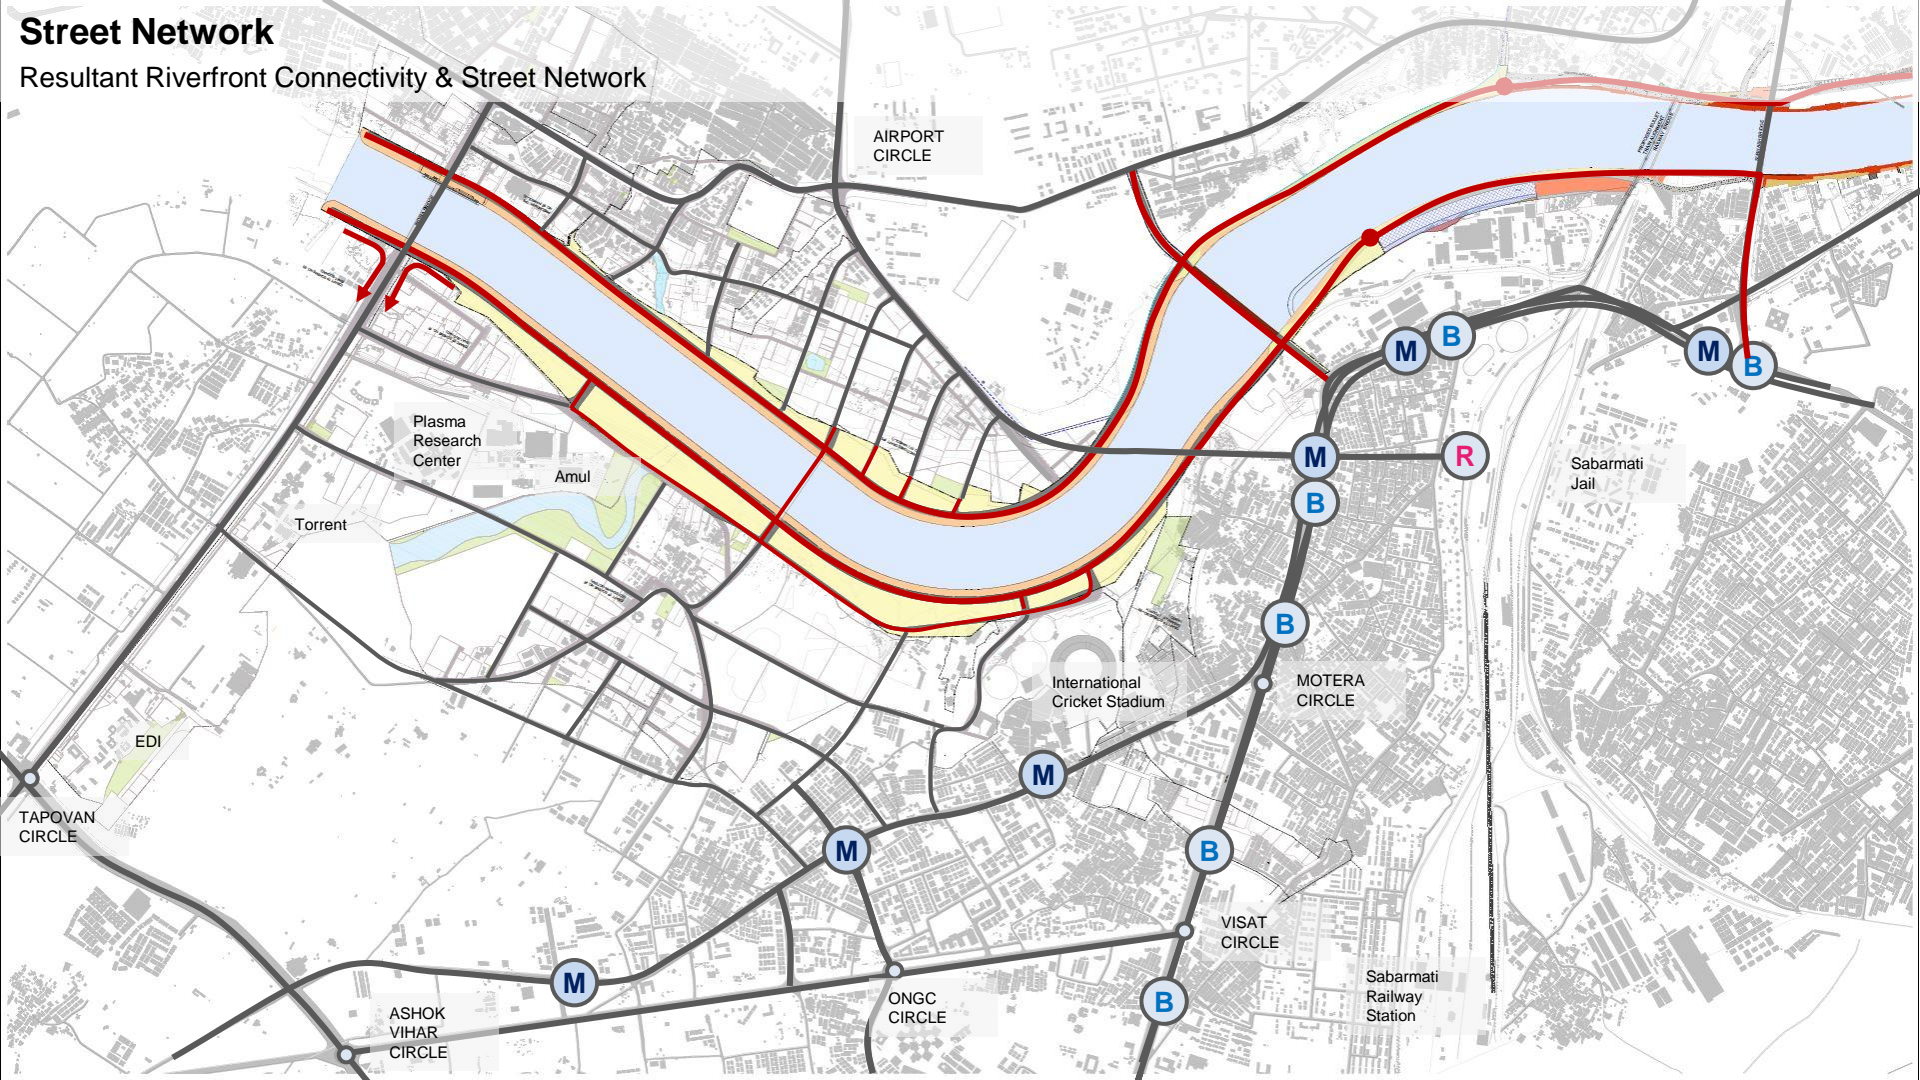 Street Network
Resultant Riverfront Connectivity & Street Network
AIRPORT
CIRCLE
B
M
M
B
Plasma
Research
Center
M
R
Sabarmati
Jail
Amul
B
Torrent
B
International
Cricket Stadium
MOTERA
CIRCLE
EDI
M
TAPOVAN
CIRCLE
M
B
VISAT
CIRCLE
M
Sabarmati
Railway
Station
ONGC
CIRCLE
B
ASHOK
VIHAR
CIRCLE